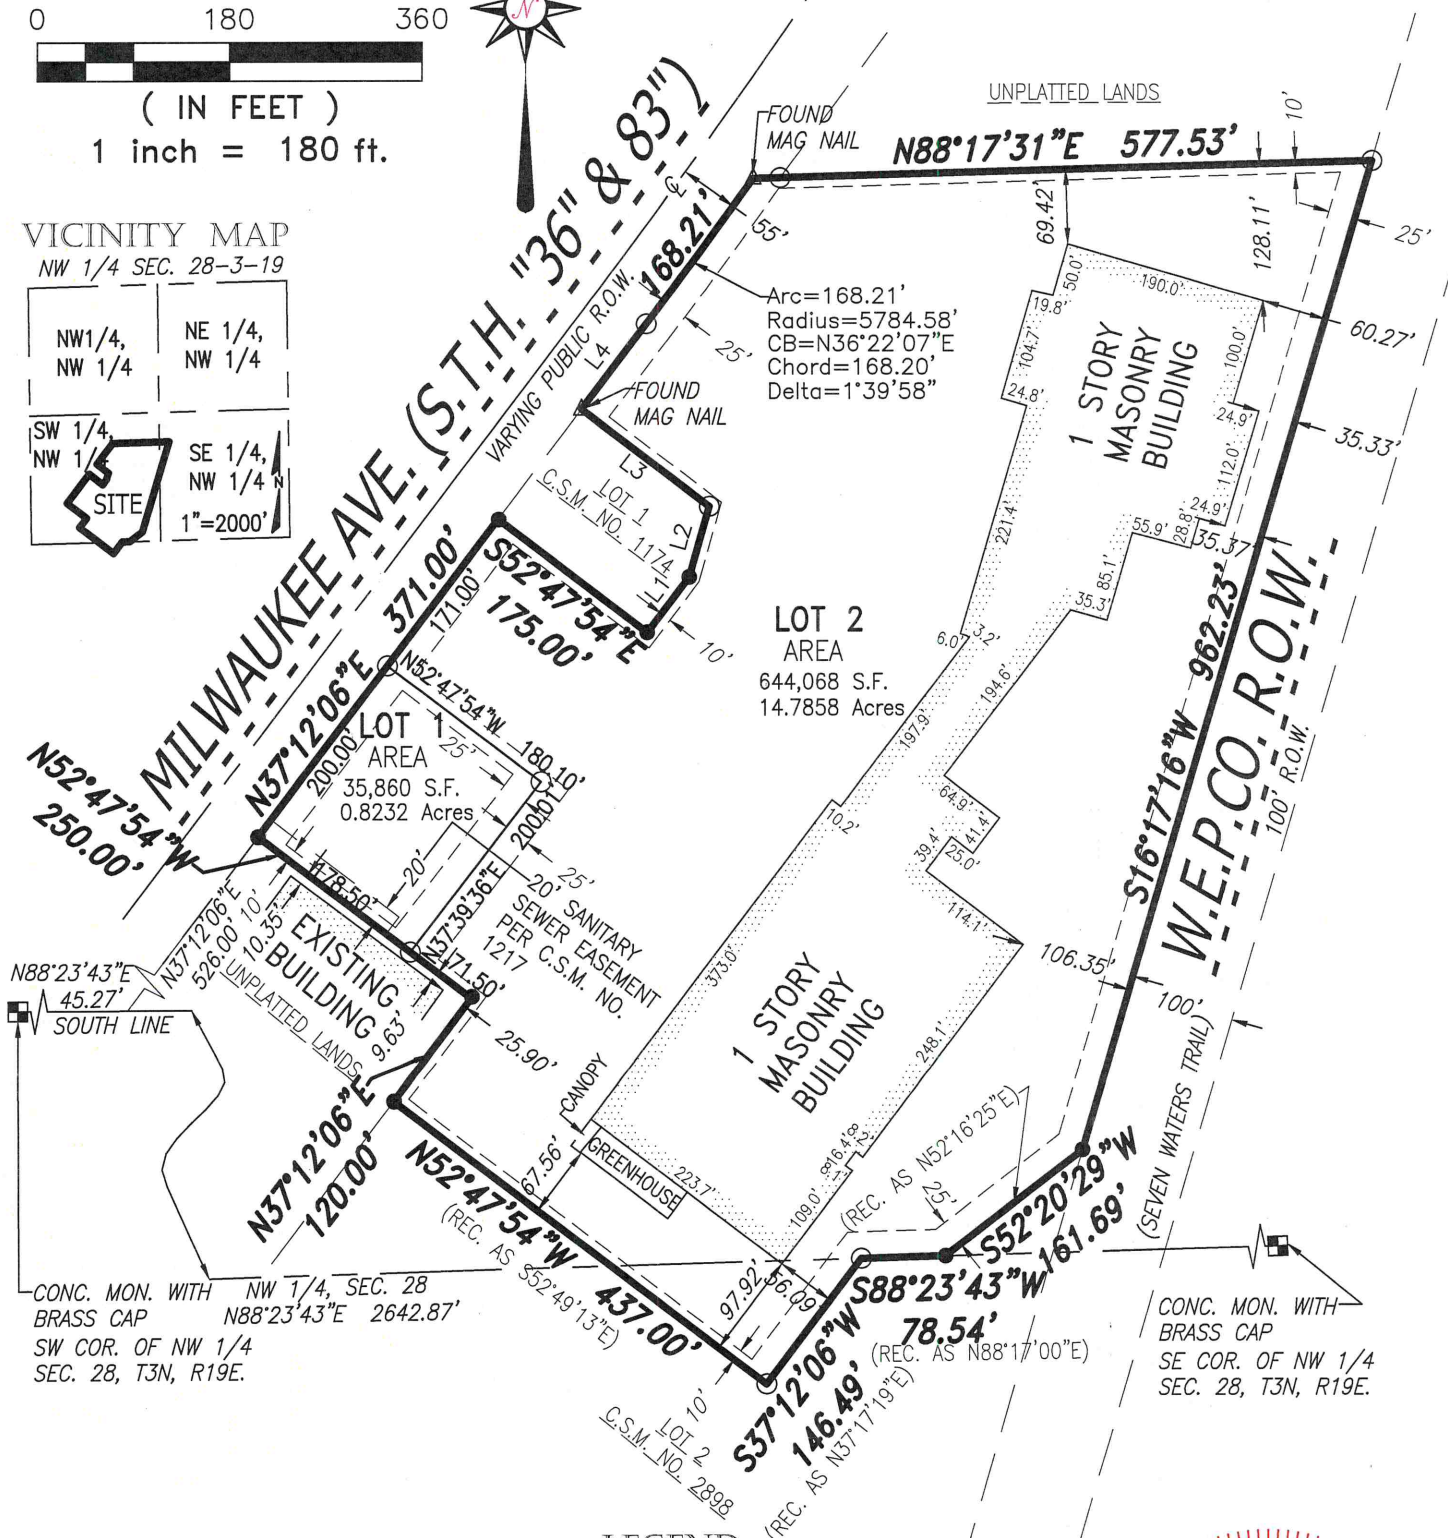 0 180 360
( IN FEET )
1 inch = 180 ft.
N
VICINITY MAP
NW 1/4 SEC. 28-3-19
NW1/4,
NW 1/4
NE 1/4,
NW 1/4
SW 1/4,
NW 1/4
SE 1/4,
NW 1/4
N
SITE
1"=2000'
MILWAUKEE AVE. (S.T.H. "36" & 83")
VARYING PUBLIC R.O.W.
UNPLATTED LANDS
FOUND
MAG NAIL
N88°17'31"E 577.53'
10'
55'
168.21'
69.42'
128.11'
25'
Arc=168.21'
Radius=5784.58'
CB=N36°22'07"E
Chord=168.20'
Delta=1°39'58"
25'
L4
FOUND
MAG NAIL
L3
LOT 1
C.S.M. NO. 1174
L2
L1
10'
50.0'
190.0'
19.8'
104.7'
24.8'
100.0'
60.27'
1 STORY
MASONRY
BUILDING
24.9'
35.33'
112.0'
24.9'
28.8'
55.9'
35.37'
221.4'
85.1'
35.3'
6.0'
3.2'
194.6'
197.9'
371.00'
171.00'
S52°47'54"E
175.00'
LOT 2
AREA
644,068 S.F.
14.7858 Acres
962.23'
S16°17'16"W
W.E.P.CO. R.O.W.
100' R.O.W.
N37°12'06"E
200.00'
N52°47'54"W 180.10'
LOT 1
AREA
35,860 S.F.
0.8232 Acres
25'
200.01'
N37°39'36"E
20'
25'
N52°47'54"W
250.00'
178.50'
71.50'
20' SANITARY
SEWER EASEMENT
PER C.S.M. NO.
1217
10.2'
64.9'
41.4'
39.4'
25.0'
114.1'
373.0'
106.35'
100'
(SEVEN WATERS TRAIL)
N37°12'06"E
526.00'
10'
10.35'
EXISTING
BUILDING
UNPLATTED LANDS
9.63'
25.90'
N88°23'43"E
45.27'
SOUTH LINE
1 STORY
MASONRY
BUILDING
248.1'
CANOPY
GREENHOUSE
67.56'
223.7'
109.0'
16.4'
8.2'
(REC. AS N52°16'25"E)
25'
N37°12'06"E
120.00'
N52°47'54"W 437.00'
(REC. AS S52°49'13"E)
97.92'
56.09'
S52°20'29"W
161.69'
S88°23'43"W
78.54'
(REC. AS N88°17'00"E)
S37°12'06"W
146.49'
(REC. AS N37°17'19"E)
10'
LOT 2
C.S.M. NO. 2898
CONC. MON. WITH
BRASS CAP
SW COR. OF NW 1/4
SEC. 28, T3N, R19E.
NW 1/4, SEC. 28
N88°23'43"E 2642.87'
CONC. MON. WITH
BRASS CAP
SE COR. OF NW 1/4
SEC. 28, T3N, R19E.